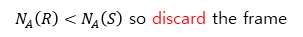 N_A(R) < N_A(S) so discard the frame